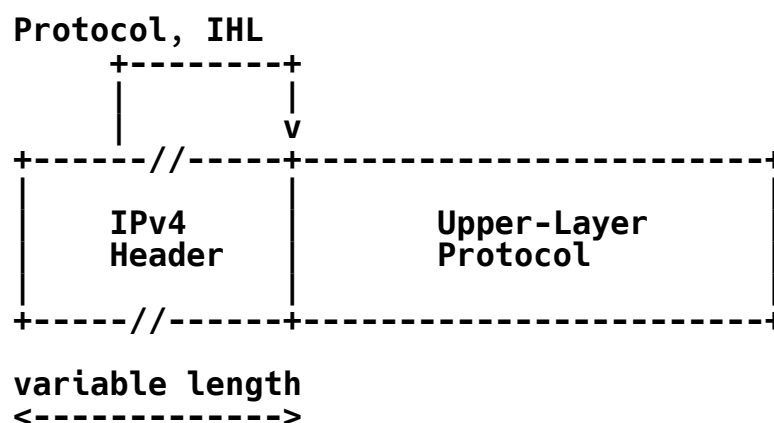 Protocol, IHL
+--------+
|        |
|        v
+------//-----+------------------------+
|             |                        |
|    IPv4     |       Upper-Layer      |
|    Header   |       Protocol         |
|             |                        |
+-----//------+------------------------+
variable length
<------------->